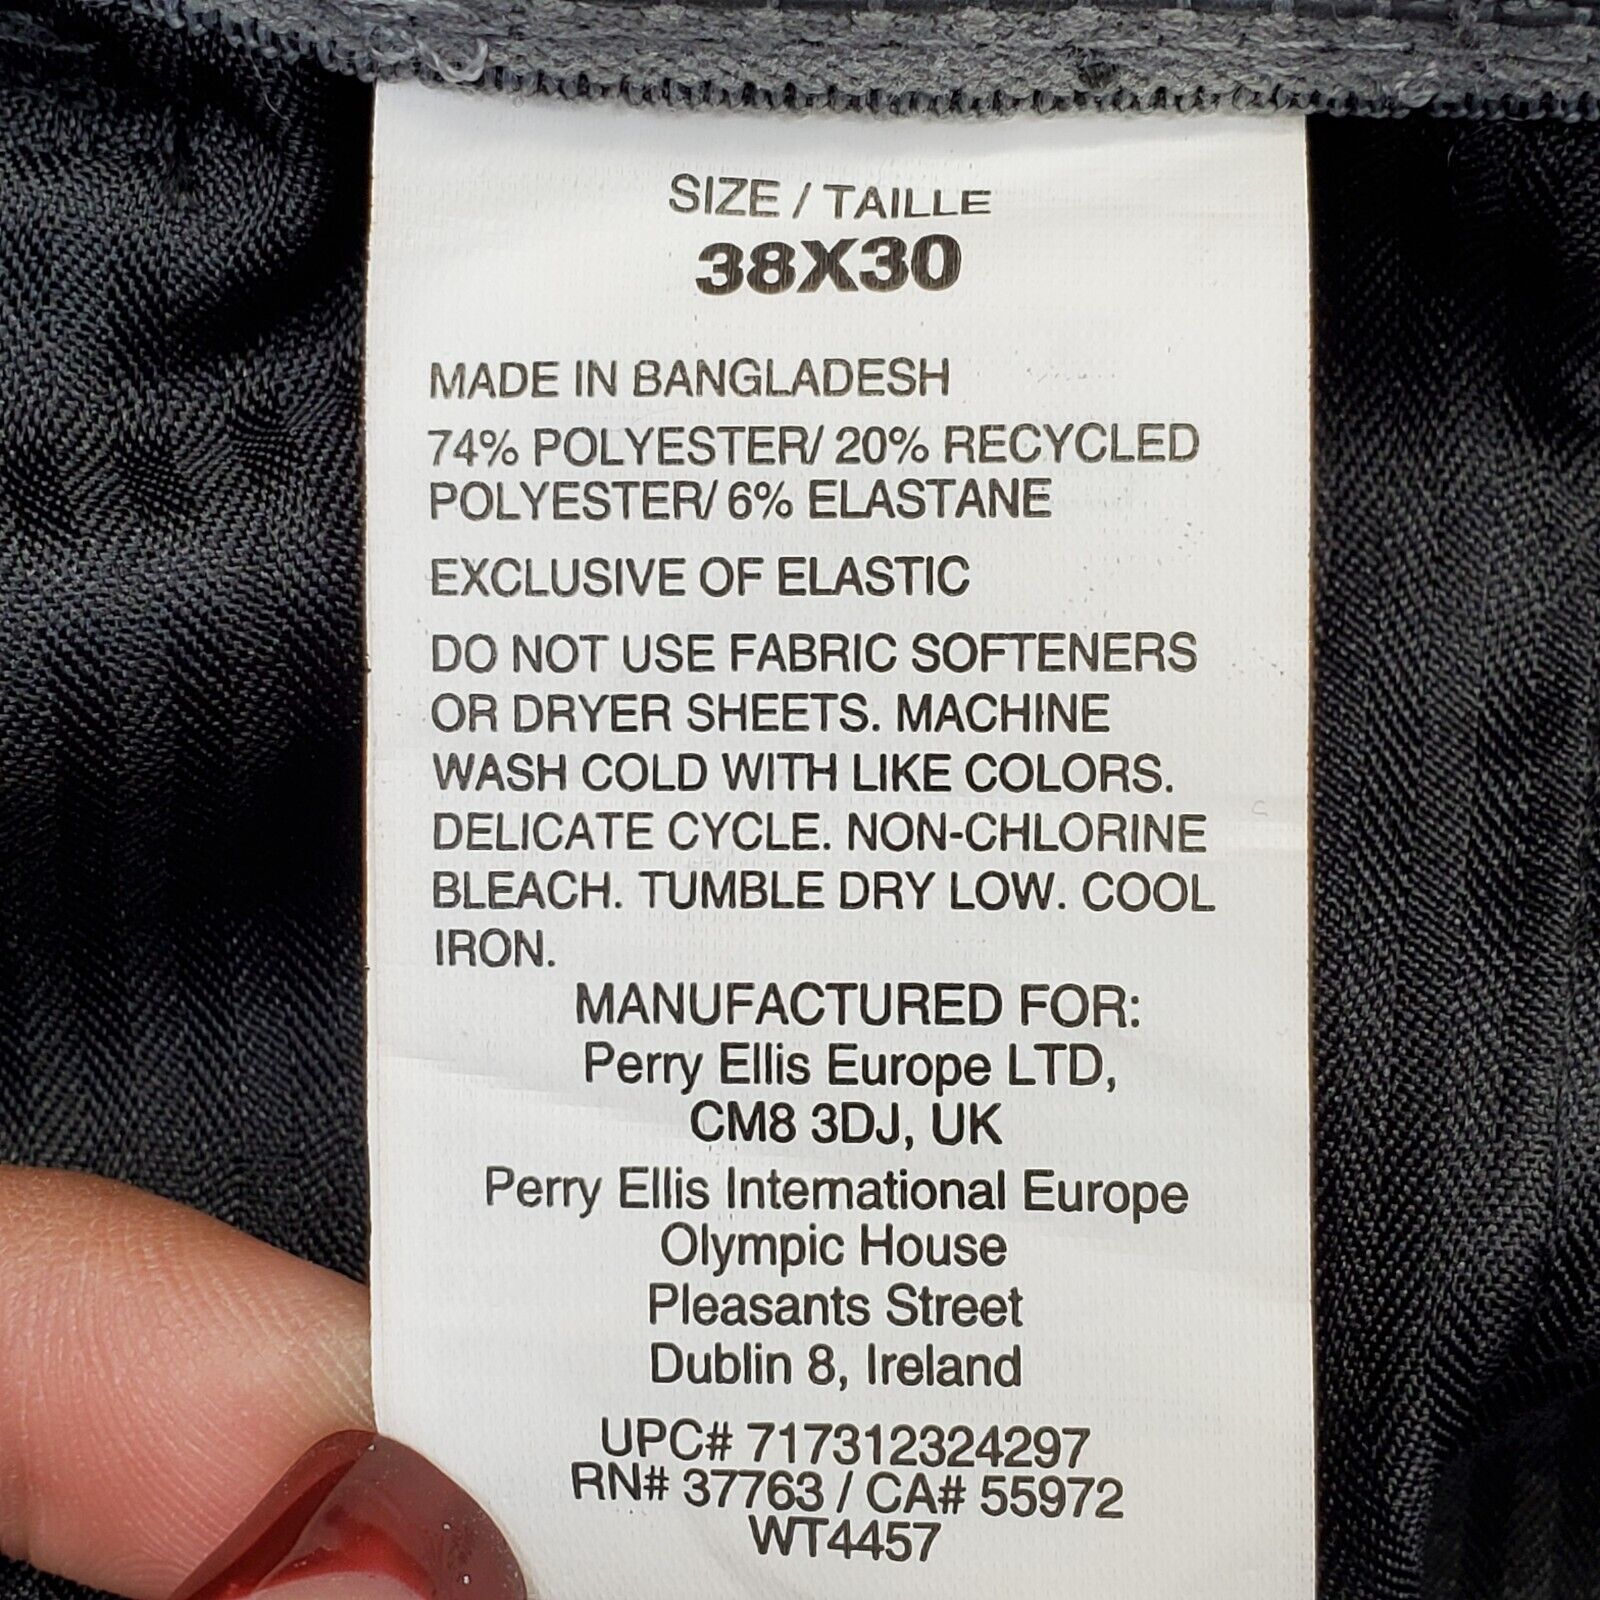 SIZE / TAILLE
38X30
MADE IN BANGLADESH
74% POLYESTER/ 20% RECYCLED
POLYESTER/ 6% ELASTANE
EXCLUSIVE OF ELASTIC
DO NOT USE FABRIC SOFTENERS
OR DRYER SHEETS. MACHINE
WASH COLD WITH LIKE COLORS.
DELICATE CYCLE. NON-CHLORINE
BLEACH. TUMBLE DRY LOW. COOL
IRON.
MANUFACTURED FOR:
Perry Ellis Europe LTD,
CM8 3DJ, UK
Perry Ellis International Europe
Olympic House
Pleasants Street
Dublin 8, Ireland
UPC# 717312324297
RN# 37763 / CA# 55972
WT4457